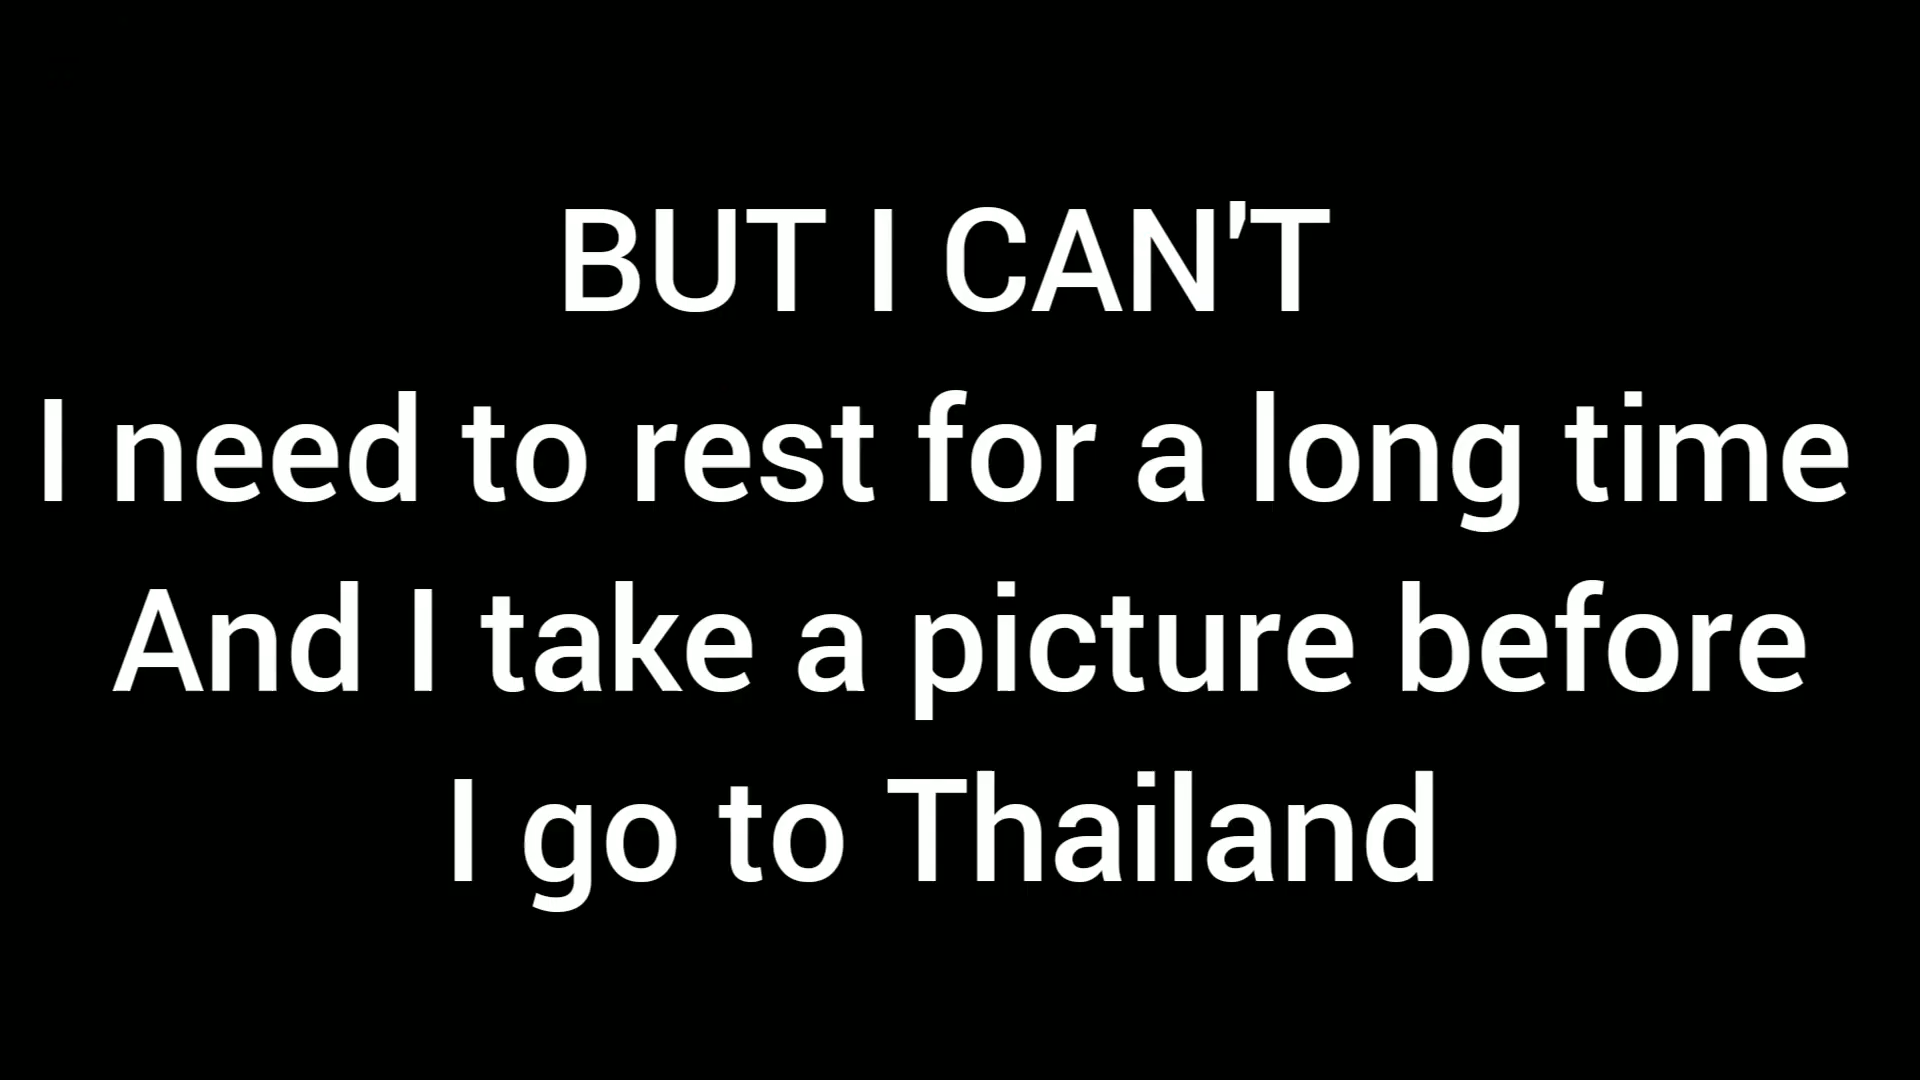 BUT I CAN'T
I need to rest for a long time
And I take a picture before
I go to Thailand